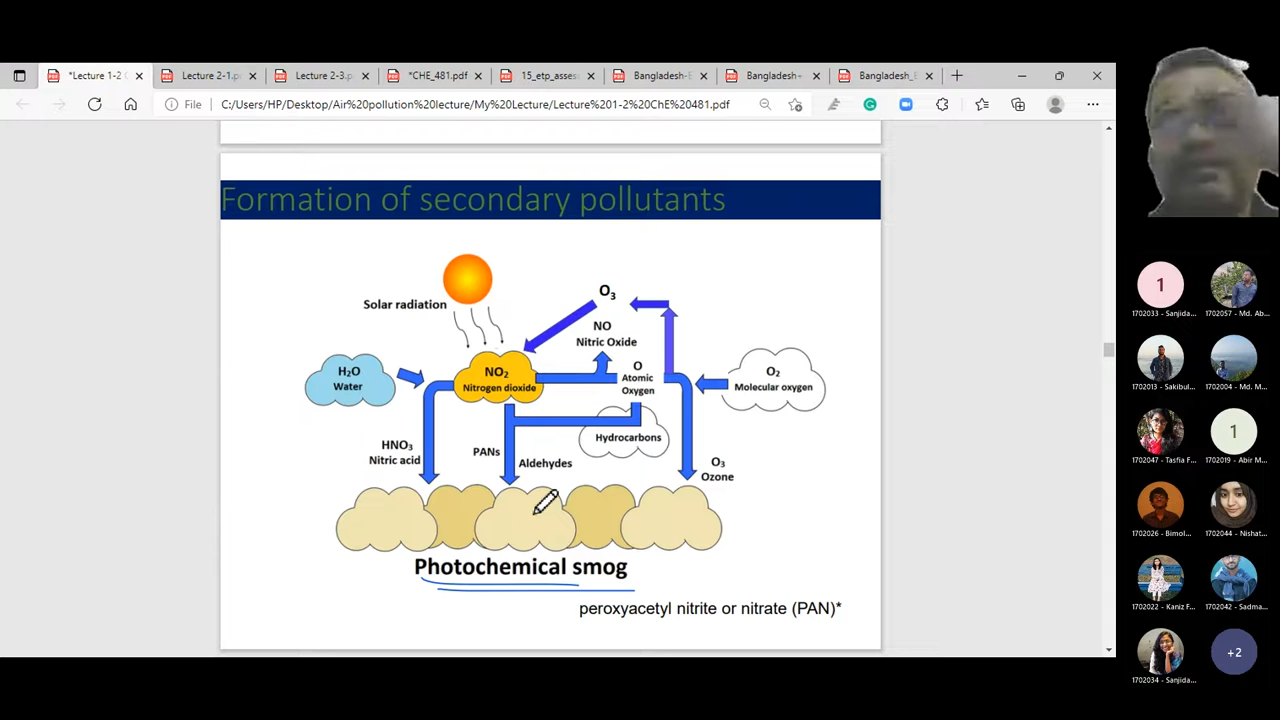 *Lecture 1-2 C
Lecture 2-1.p
Lecture 2-3.p
*CHE_481.pdf
15_etp_assess
Bangladesh-E
Bangladesh+
Bangladesh_E
File
C:/Users/HP/Desktop/Air%20pollution%20lecture/My%20Lecture/Lecture%201-2%20ChE%20481.pdf
Formation of secondary pollutants
Solar radiation
O3
NO
Nitric Oxide
H2O
Water
NO2
Nitrogen dioxide
O
Atomic
Oxygen
O2
Molecular oxygen
Hydrocarbons
HNO3
Nitric acid
PANs
Aldehydes
O3
Ozone
Photochemical smog
peroxyacetyl nitrite or nitrate (PAN)*
1
1702033 - Sanjida...
1702057 - Md. Ab...
1702013 - Sakibul...
1702004 - Md. M...
1
1702047 - Tasfia F...
1702019 - Abir M...
1702026 - Bimol...
1702044 - Nishat...
1702022 - Kaniz F...
1702042 - Sadma...
1702034 - Sanjida...
+2